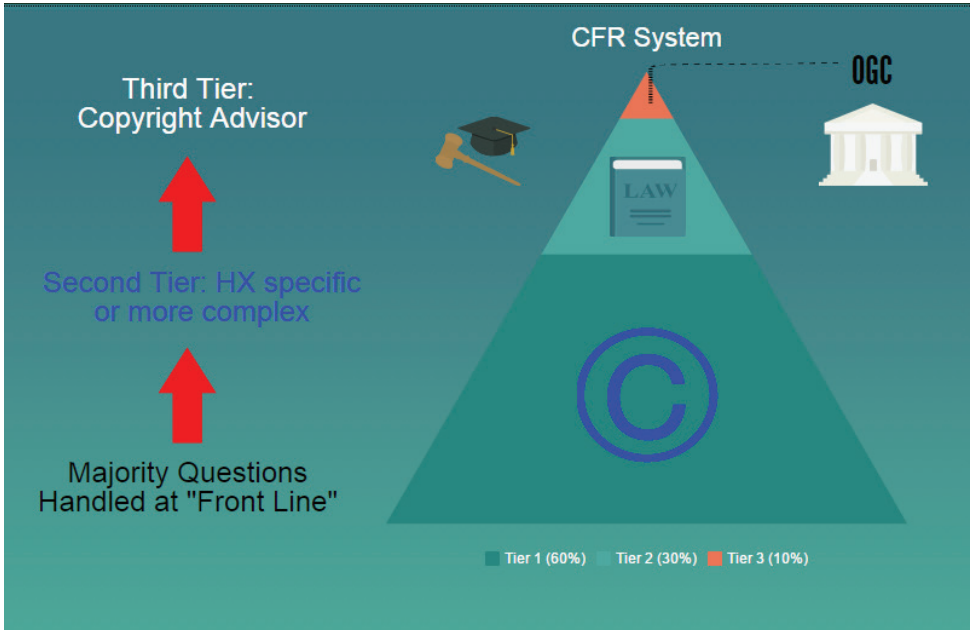 CFR System
OGC
Third Tier:
Copyright Advisor
LAW
Second Tier: HX specific
or more complex
©
Majority Questions
Handled at "Front Line"
Tier 1 (60%) Tier 2 (30%) Tier 3 (10%)